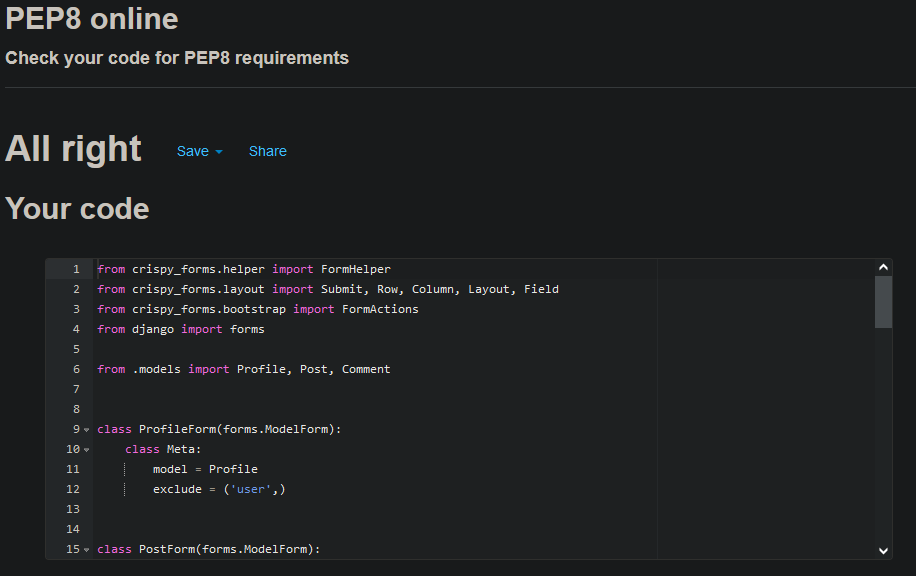 PEP8 online
Check your code for PEP8 requirements
All right Save Share
Your code
1 from crispy_forms.helper import FormHelper
2 from crispy_forms.layout import Submit, Row, Column, Layout, Field
3 from crispy_forms.bootstrap import FormActions
4 from django import forms
5
6 from .models import Profile, Post, Comment
7
8
9 class ProfileForm(forms.ModelForm):
10     class Meta:
11         model = Profile
12         exclude = ('user',)
13
14
15 class PostForm(forms.ModelForm):